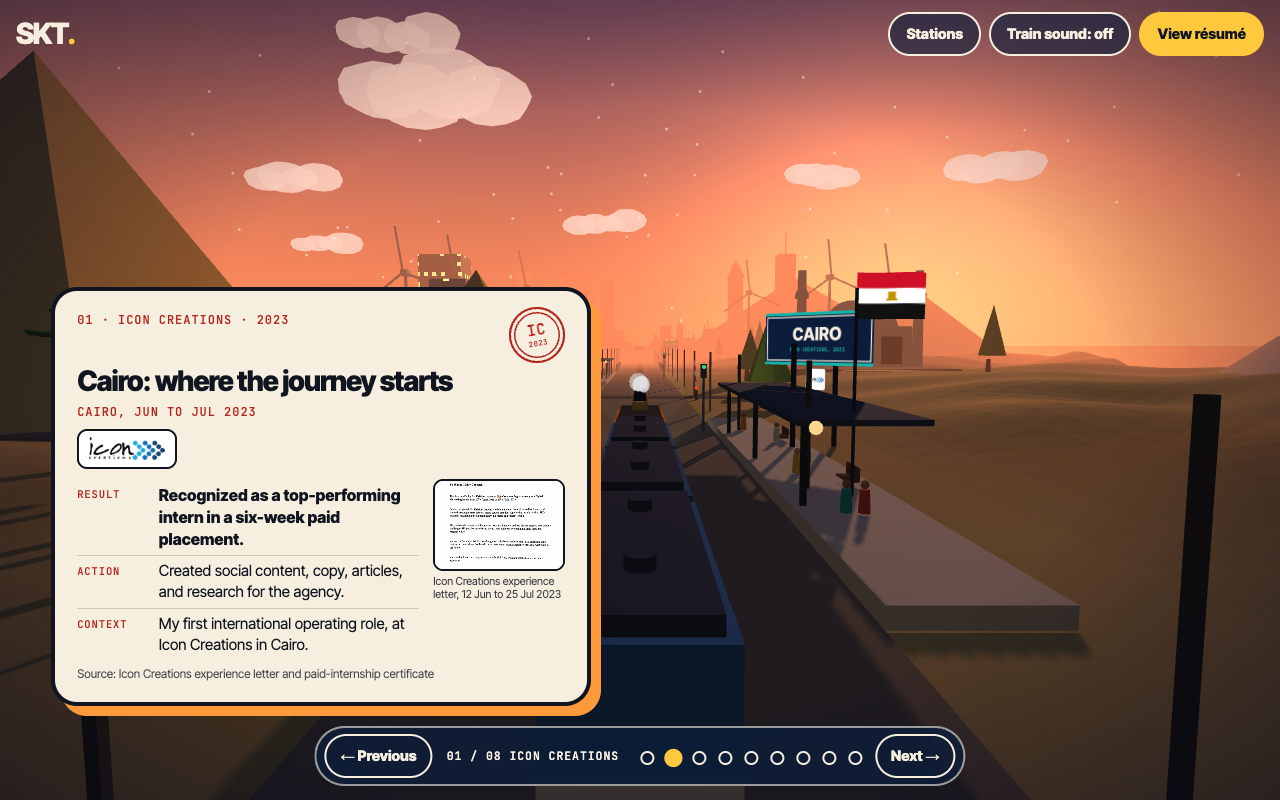 SKT.
Stations
Train sound: off
View résumé
CAIRO
ICON CREATIONS, 2023
01 · ICON CREATIONS · 2023
IC
2023
Cairo: where the journey starts
CAIRO, JUN TO JUL 2023
icon
CREATIONS
RESULT
Recognized as a top-performing
intern in a six-week paid
placement.
ACTION
Created social content, copy, articles,
and research for the agency.
CONTEXT
My first international operating role, at
Icon Creations in Cairo.
Icon Creations experience
letter, 12 Jun to 25 Jul 2023
Source: Icon Creations experience letter and paid-internship certificate
←Previous
01 / 08 ICON CREATIONS
Next→